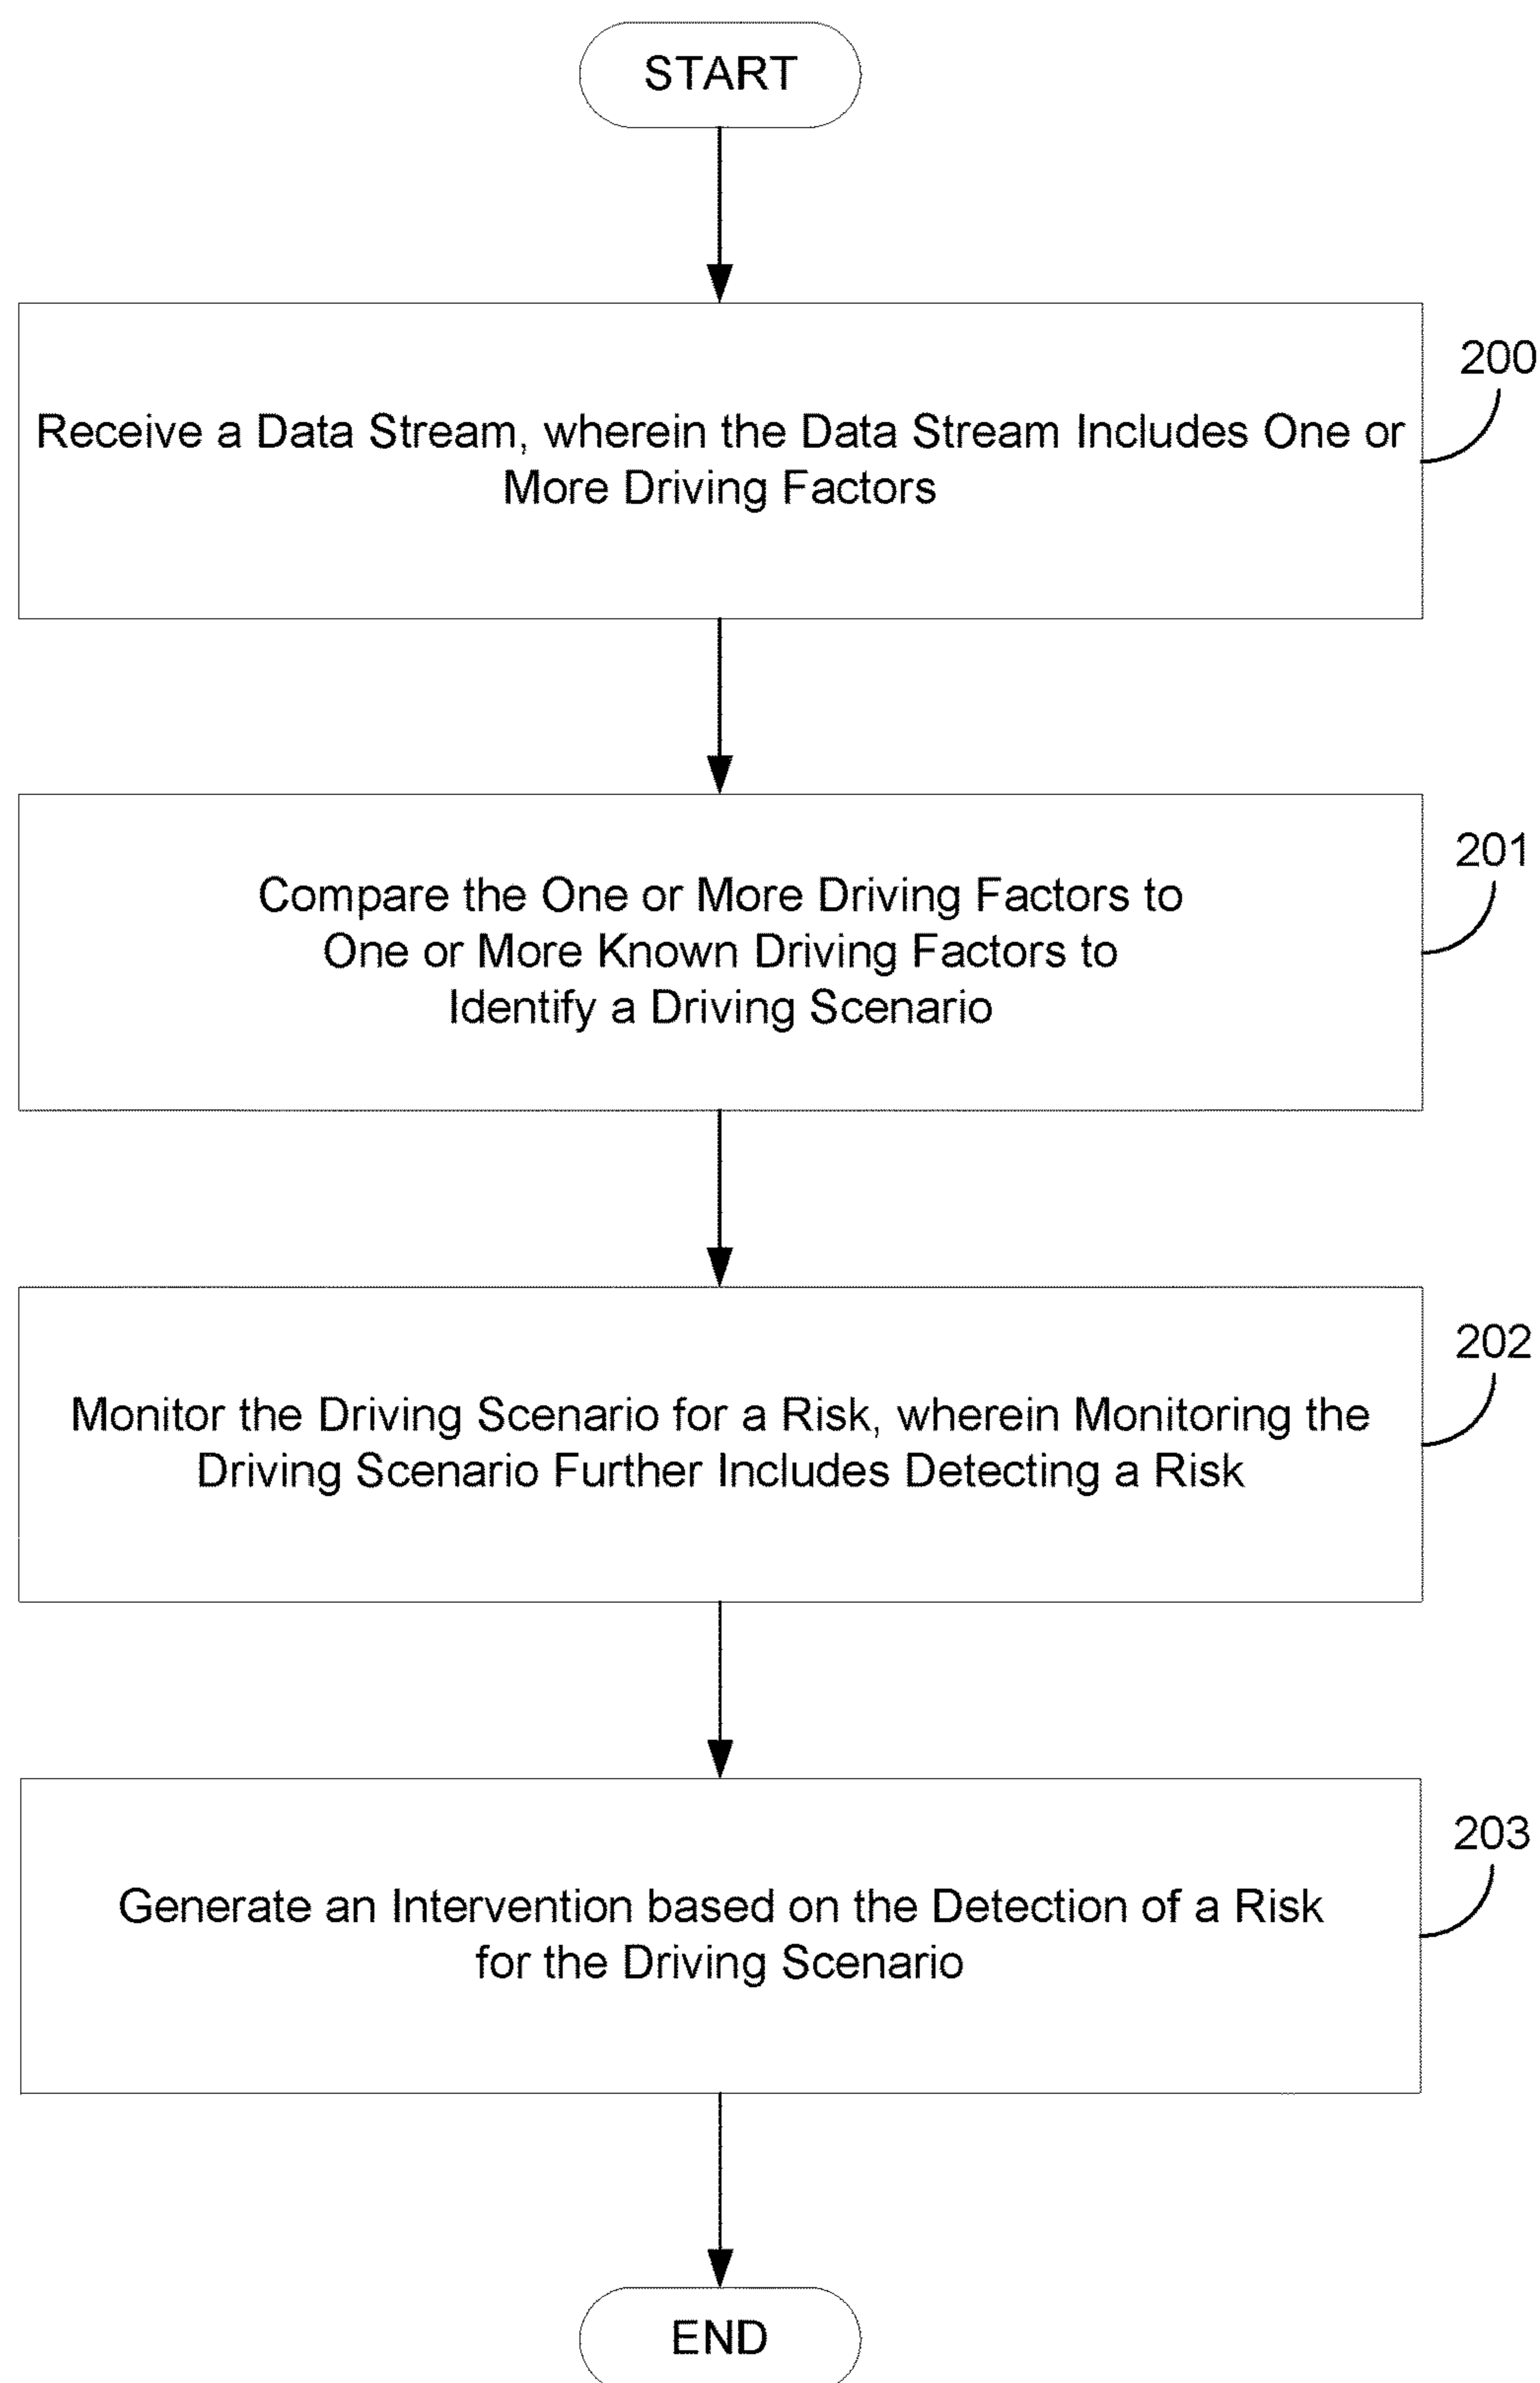 START
200
Receive a Data Stream, wherein the Data Stream Includes One or
More Driving Factors
201
Compare the One or More Driving Factors to
One or More Known Driving Factors to
Identify a Driving Scenario
202
Monitor the Driving Scenario for a Risk, wherein Monitoring the
Driving Scenario Further Includes Detecting a Risk
203
Generate an Intervention based on the Detection of a Risk
for the Driving Scenario
END